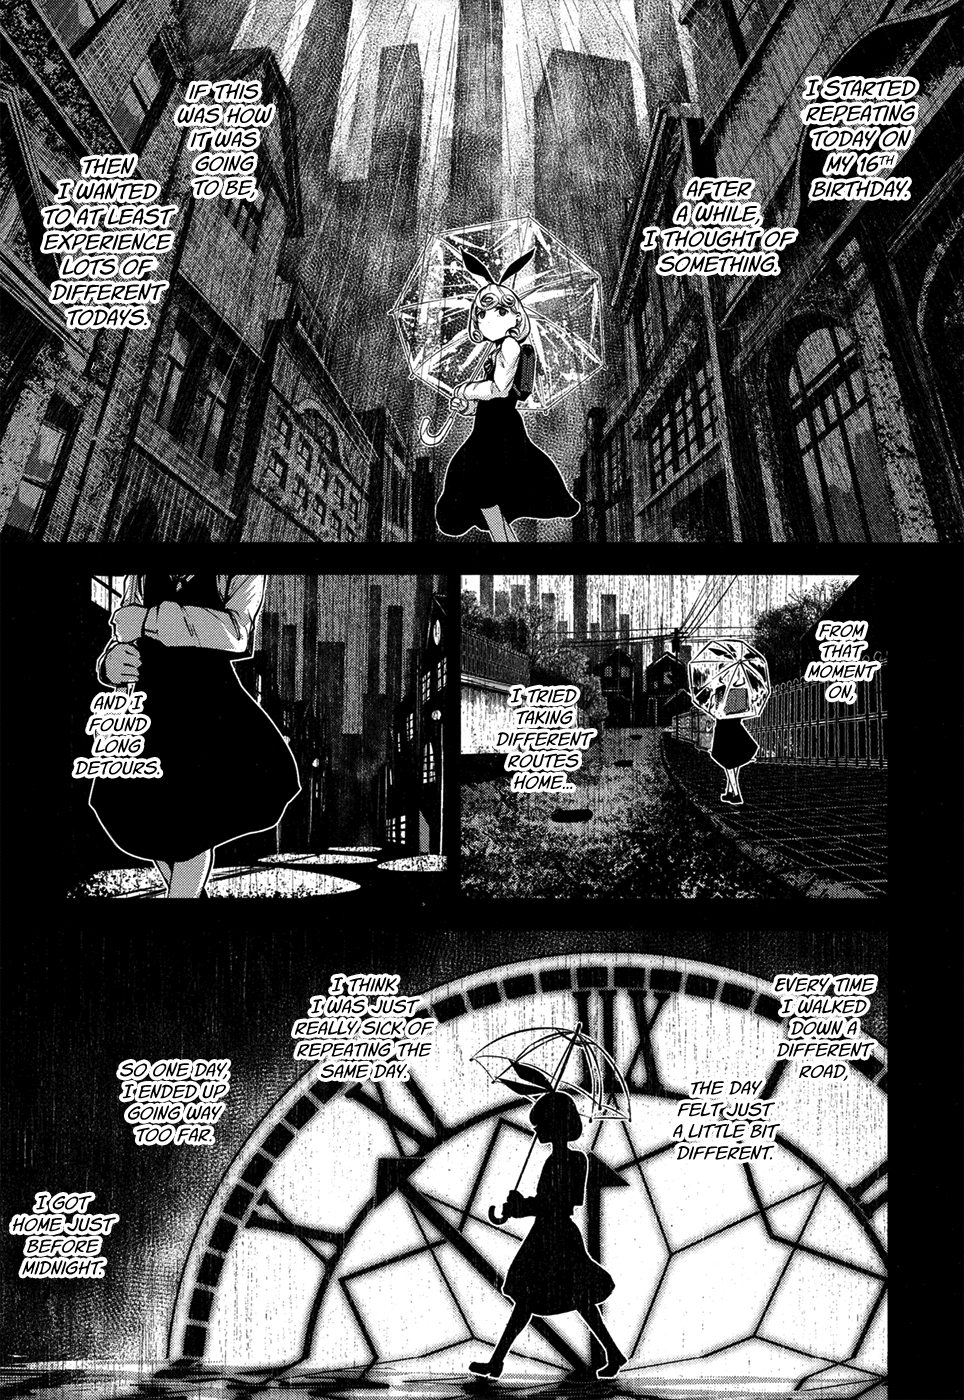 I STARTED
REPEATING
TODAY ON
MY 16TH
BIRTHDAY.
AFTER
A WHILE,
I THOUGHT OF
SOMETHING.
IF THIS
WAS HOW
IT WAS
GOING
TO BE,
THEN
I WANTED
TO AT LEAST
EXPERIENCE
LOTS OF
DIFFERENT
TODAYS.
FROM
THAT
MOMENT
ON,
I TRIED
TAKING
DIFFERENT
ROUTES
HOME...
AND I
FOUND
LONG
DETOURS.
EVERY TIME
I WALKED
DOWN A
DIFFERENT
ROAD,
THE DAY
FELT JUST
A LITTLE BIT
DIFFERENT.
I THINK
I WAS JUST
REALLY SICK OF
REPEATING THE
SAME DAY.
SO ONE DAY,
I ENDED UP
GOING WAY
TOO FAR.
I GOT
HOME JUST
BEFORE
MIDNIGHT.